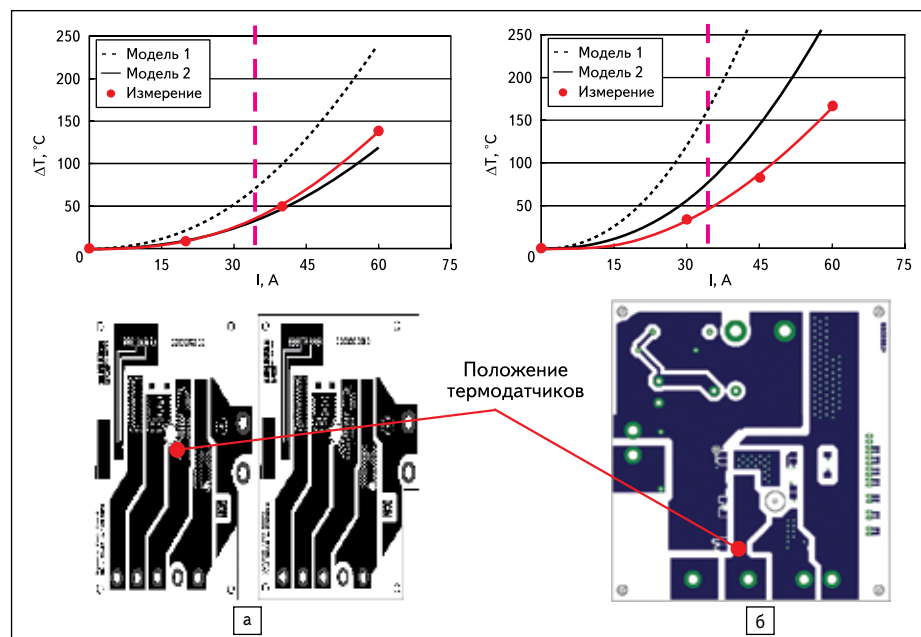 250
200
150
100
50
0
ΔT, °C
Модель 1
Модель 2
Измерение
0
15
30
45
60
75
I, A
250
200
150
100
50
0
ΔT, °C
Модель 1
Модель 2
Измерение
0
15
30
45
60
75
I, A
Положение
термодатчиков
а
б